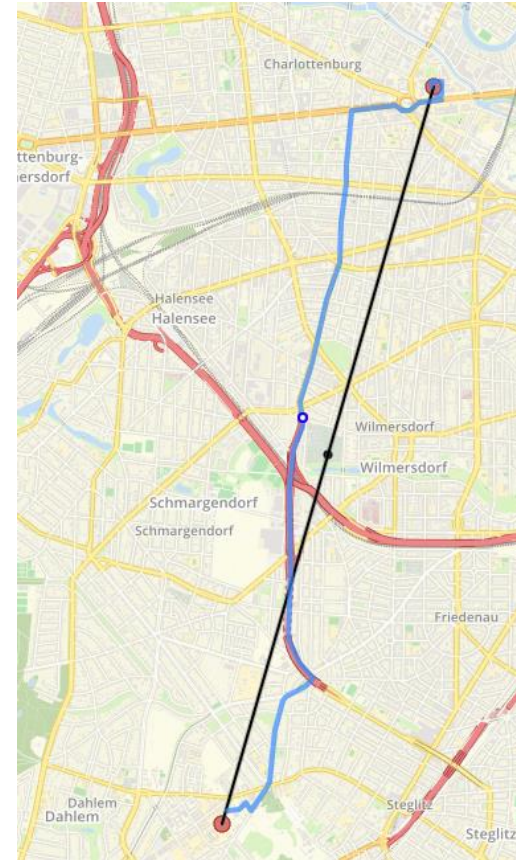 Charlottenburg
ttenburg-
ersdorf
Halensee
Halensee
Wilmersdorf
Wilmersdorf
Schmargendorf
Schmargendorf
Friedenau
Dahlem
Dahlem
Steglitz
Steglitz